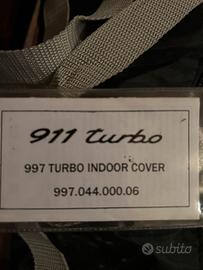 911 turbo
997 TURBO INDOOR COVER
997.044.000.06
subito